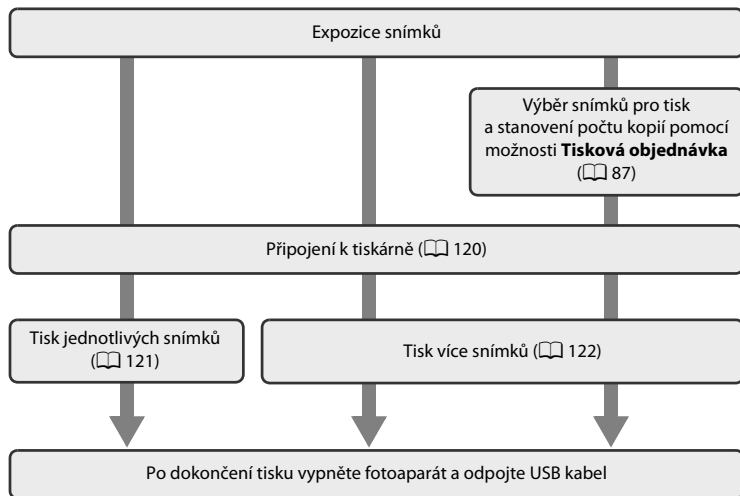 Expozice snímků
Výběr snímků pro tisk
a stanovení počtu kopií pomocí
možnosti Tisková objednávka
(📖 87)
Připojení k tiskárně (📖 120)
Tisk jednotlivých snímků
(📖 121)
Tisk více snímků (📖 122)
Po dokončení tisku vypněte fotoaparát a odpojte USB kabel